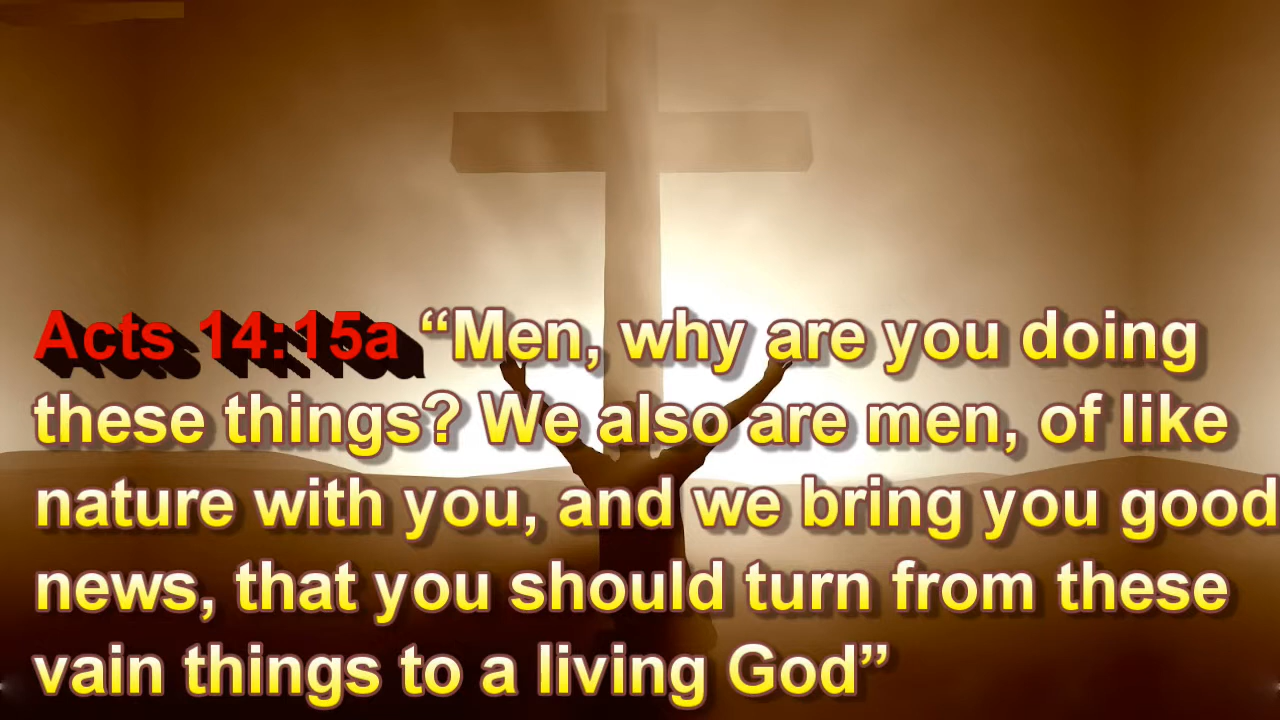 Acts 14:15a “Men, why are you doing
these things? We also are men, of like
nature with you, and we bring you good
news, that you should turn from these
vain things to a living God”